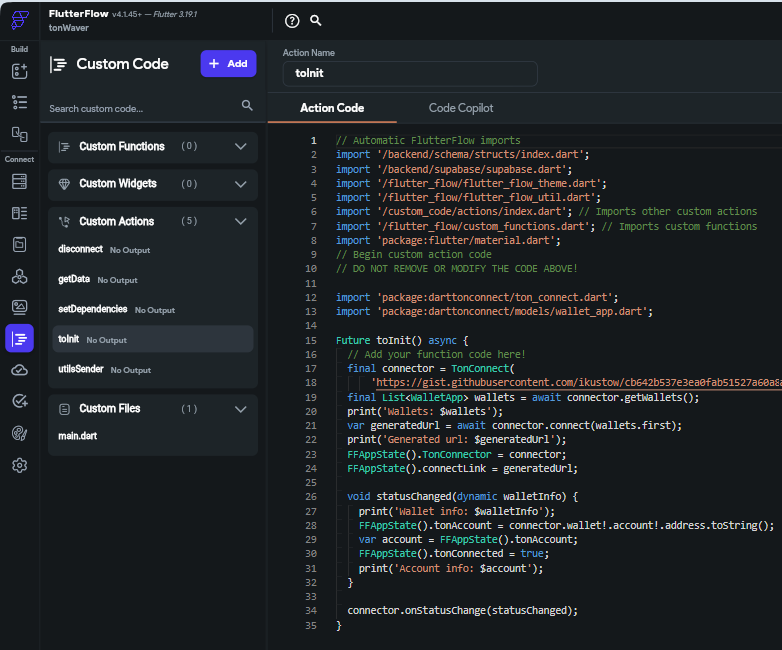 FlutterFlow v4.1.45+ — Flutter 3.19.1
tonWaver
Build
Connect
Custom Code
+ Add
Search custom code...
Custom Functions (0)
Custom Widgets (0)
Custom Actions (5)
disconnect No Output
getData No Output
setDependencies No Output
toInit No Output
utilsSender No Output
Custom Files (1)
main.dart
Action Name
toInit
Action Code Code Copilot
1 // Automatic FlutterFlow imports
2 import '/backend/schema/structs/index.dart';
3 import '/backend/supabase/supabase.dart';
4 import '/flutter_flow/flutter_flow_theme.dart';
5 import '/flutter_flow/flutter_flow_util.dart';
6 import '/custom_code/actions/index.dart'; // Imports other custom actions
7 import '/flutter_flow/custom_functions.dart'; // Imports custom functions
8 import 'package:flutter/material.dart';
9 // Begin custom action code
10 // DO NOT REMOVE OR MODIFY THE CODE ABOVE!
11
12 import 'package:darttonconnect/ton_connect.dart';
13 import 'package:darttonconnect/models/wallet_app.dart';
14
15 Future toInit() async {
16 // Add your function code here!
17 final connector = TonConnect(
18 'https://gist.githubusercontent.com/ikustow/cb642b537e3ea0fab51527a60a8a
19 final List<WalletApp> wallets = await connector.getWallets();
20 print('Wallets: $wallets');
21 var generatedUrl = await connector.connect(wallets.first);
22 print('Generated url: $generatedUrl');
23 FFAppState().TonConnector = connector;
24 FFAppState().connectLink = generatedUrl;
25
26 void statusChanged(dynamic walletInfo) {
27 print('Wallet info: $walletInfo');
28 FFAppState().tonAccount = connector.wallet!.account!.address.toString();
29 var account = FFAppState().tonAccount;
30 FFAppState().tonConnected = true;
31 print('Account info: $account');
32 }
33
34 connector.onStatusChange(statusChanged);
35 }